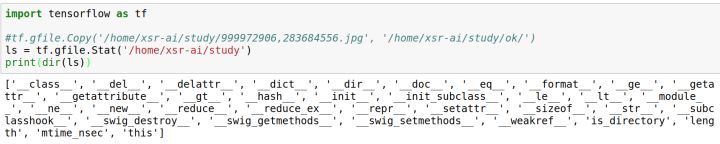 import tensorflow as tf
#tf.gfile.Copy('/home/xsr-ai/study/999972906,283684556.jpg', '/home/xsr-ai/study/ok/')
ls = tf.gfile.Stat('/home/xsr-ai/study')
print(dir(ls))
['__class__', '__del__', '__delattr__', '__dict__', '__dir__', '__doc__', '__eq__', '__format__', '__ge__', '__geta
ttr__', '__getattribute__', '__gt__', '__hash__', '__init__', '__init_subclass__', '__le__', '__lt__', '__module_
_', '__ne__', '__new__', '__reduce__', '__reduce_ex__', '__repr__', '__setattr__', '__sizeof__', '__str__', '__subc
lasshook__', '__swig_destroy__', '__swig_getmethods__', '__swig_setmethods__', '__weakref__', 'is_directory', 'leng
th', 'mtime_nsec', 'this']